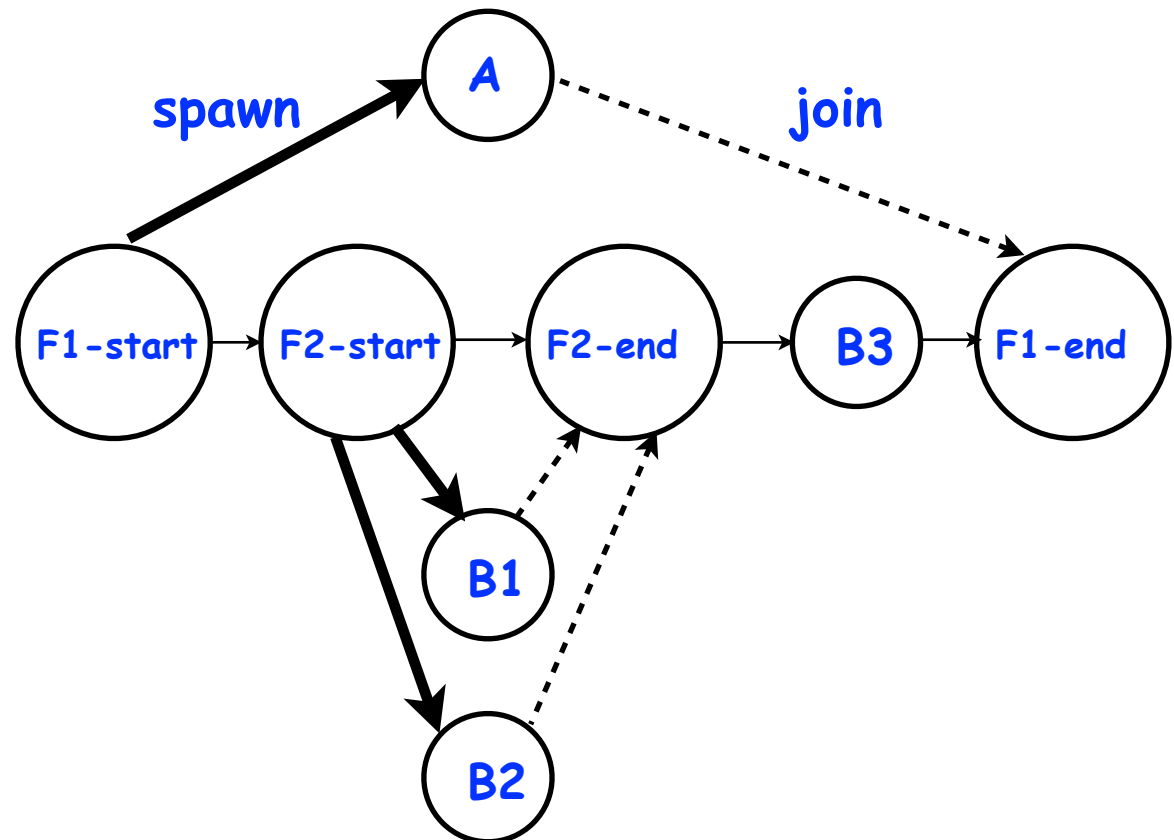 A
spawn
join
F1-start
F2-start
F2-end
B3
F1-end
B1
B2